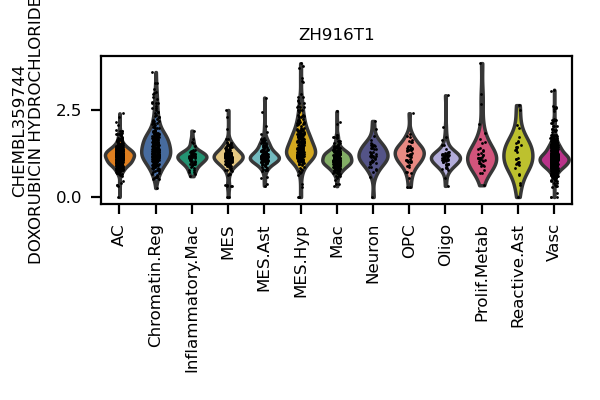 ZH916T1
CHEMBL359744
DOXORUBICIN HYDROCHLORIDE
2.5
0.0
AC
Chromatin.Reg
Inflammatory.Mac
MES
MES.Ast
MES.Hyp
Mac
Neuron
OPC
Oligo
Prolif.Metab
Reactive.Ast
Vasc